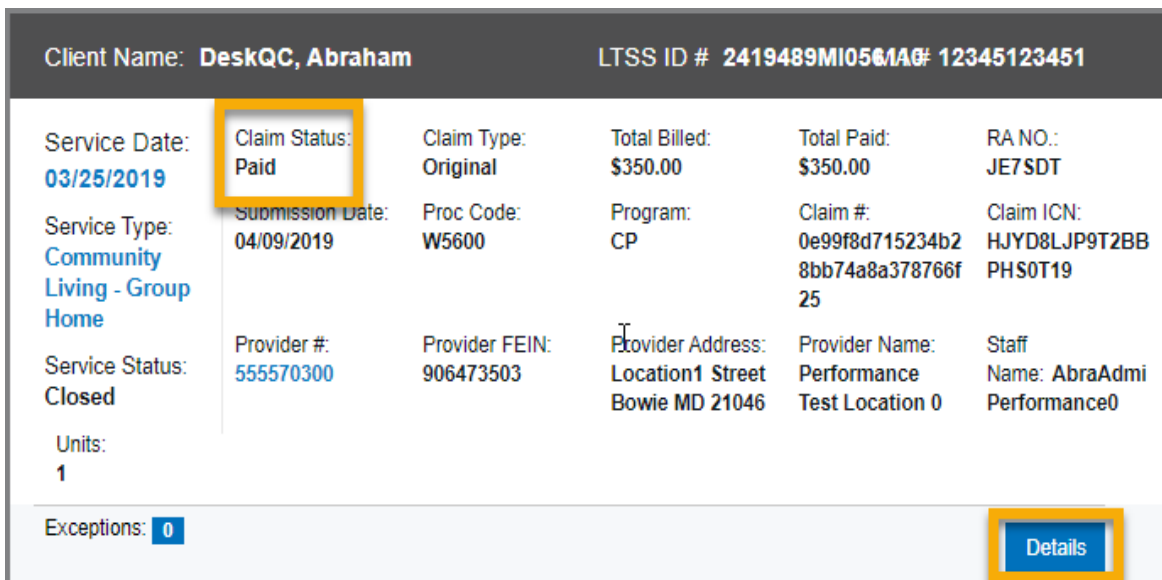 Client Name: DeskQC, Abraham
LTSS ID # 2419489MI0561A0# 12345123451
Service Date:
03/25/2019
Service Type:
Community
Living - Group
Home
Service Status:
Closed
Units:
1
Claim Status:
Paid
Claim Type:
Original
Total Billed:
$350.00
Total Paid:
$350.00
RA NO.:
JE7SDT
Submission Date:
04/09/2019
Proc Code:
W5600
Program:
CP
Claim #:
0e99f8d715234b2
8bb74a8a378766f
25
Claim ICN:
HJYD8LJP9T2BB
PHS0T19
Provider #:
555570300
Provider FEIN:
906473503
Provider Address:
Location1 Street
Bowie MD 21046
Provider Name:
Performance
Test Location 0
Staff
Name: AbraAdmi
Performance0
Exceptions: 0
Details